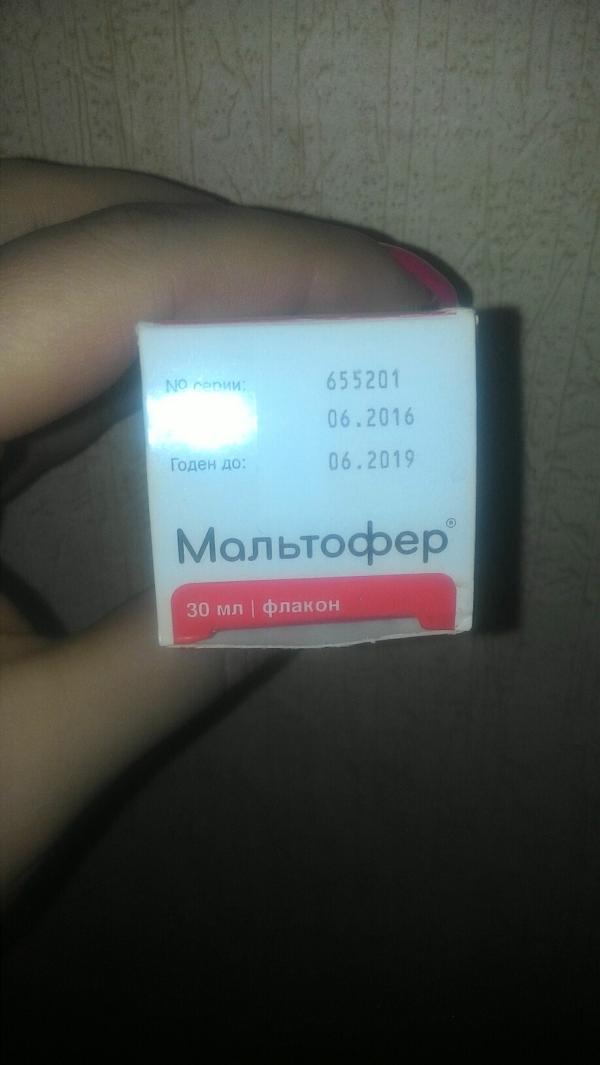 № серии: 655201
06.2016
Годен до: 06.2019
Мальтофер®
30 мл | флакон